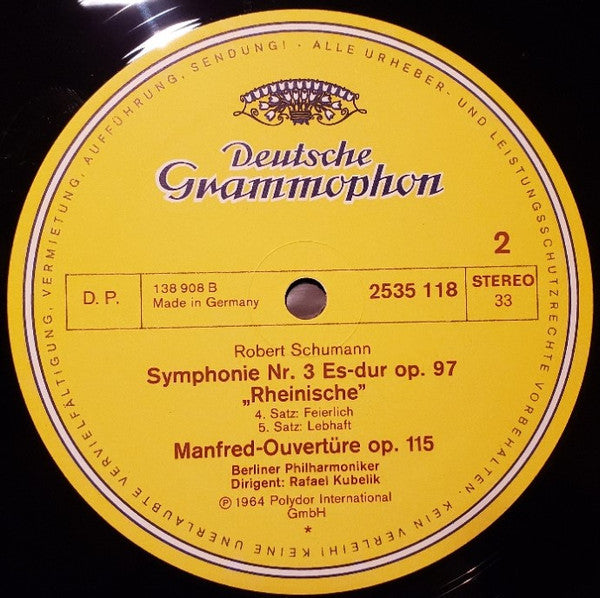 Deutsche
Grammophon
2
D. P.
138 908 B
Made in Germany
2535 118
STEREO
33
Robert Schumann
Symphonie Nr. 3 Es-dur op. 97
„Rheinische”
4. Satz: Feierlich
5. Satz: Lebhaft
Manfred-Ouvertüre op. 115
Berliner Philharmoniker
Dirigent: Rafael Kubelik
Ⓟ 1964 Polydor International
GmbH
*
ALLE URHEBER- UND LEISTUNGSSCHUTZRECHTE VORBEHALTEN. KEIN VERLEIH! KEINE UNERLAUBTE VERVIELFÄLTIGUNG, VERMIETUNG, AUFFÜHRUNG, SENDUNG! ·